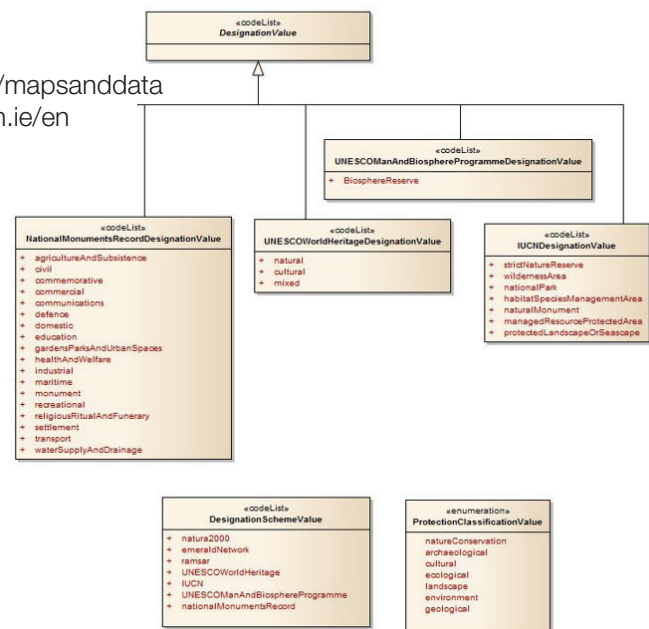 «codeList»
DesignationValue
/mapsanddata
n.ie/en
«codeList»
UNESCOManAndBiosphereProgrammeDesignationValue
+ BiosphereReserve
«codeList»
NationalMonumentsRecordDesignationValue
+ agricultureAndSubsistence
+ civil
+ commemorative
+ commercial
+ communications
+ defence
+ domestic
+ education
+ gardensParksAndUrbanSpaces
+ healthAndWelfare
+ industrial
+ maritime
+ monument
+ recreational
+ religiousRitualAndFunerary
+ settlement
+ transport
+ waterSupplyAndDrainage
«codeList»
UNESCOWorldHeritageDesignationValue
+ natural
+ cultural
+ mixed
«codeList»
IUCNDesignationValue
+ strictNatureReserve
+ wildernessArea
+ nationalPark
+ habitatSpeciesManagementArea
+ naturalMonument
+ managedResourceProtectedArea
+ protectedLandscapeOrSeascape
«codeList»
DesignationSchemeValue
+ natura2000
+ emeraldNetwork
+ ramsar
+ UNESCOWorldHeritage
+ IUCN
+ UNESCOManAndBiosphereProgramme
+ nationalMonumentsRecord
«enumeration»
ProtectionClassificationValue
natureConservation
archaeological
cultural
ecological
landscape
environment
geological